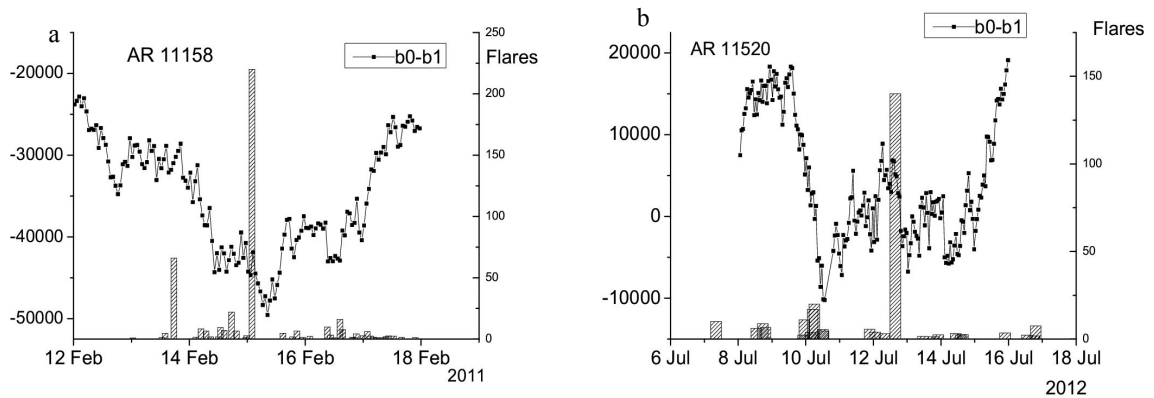 a
AR 11158
b0-b1
Flares
-20000
-30000
-40000
-50000
250
200
150
100
50
0
12 Feb 14 Feb 16 Feb 18 Feb
2011
b
AR 11520
b0-b1
Flares
20000
10000
0
-10000
150
100
50
0
6 Jul 8 Jul 10 Jul 12 Jul 14 Jul 16 Jul 18 Jul
2012